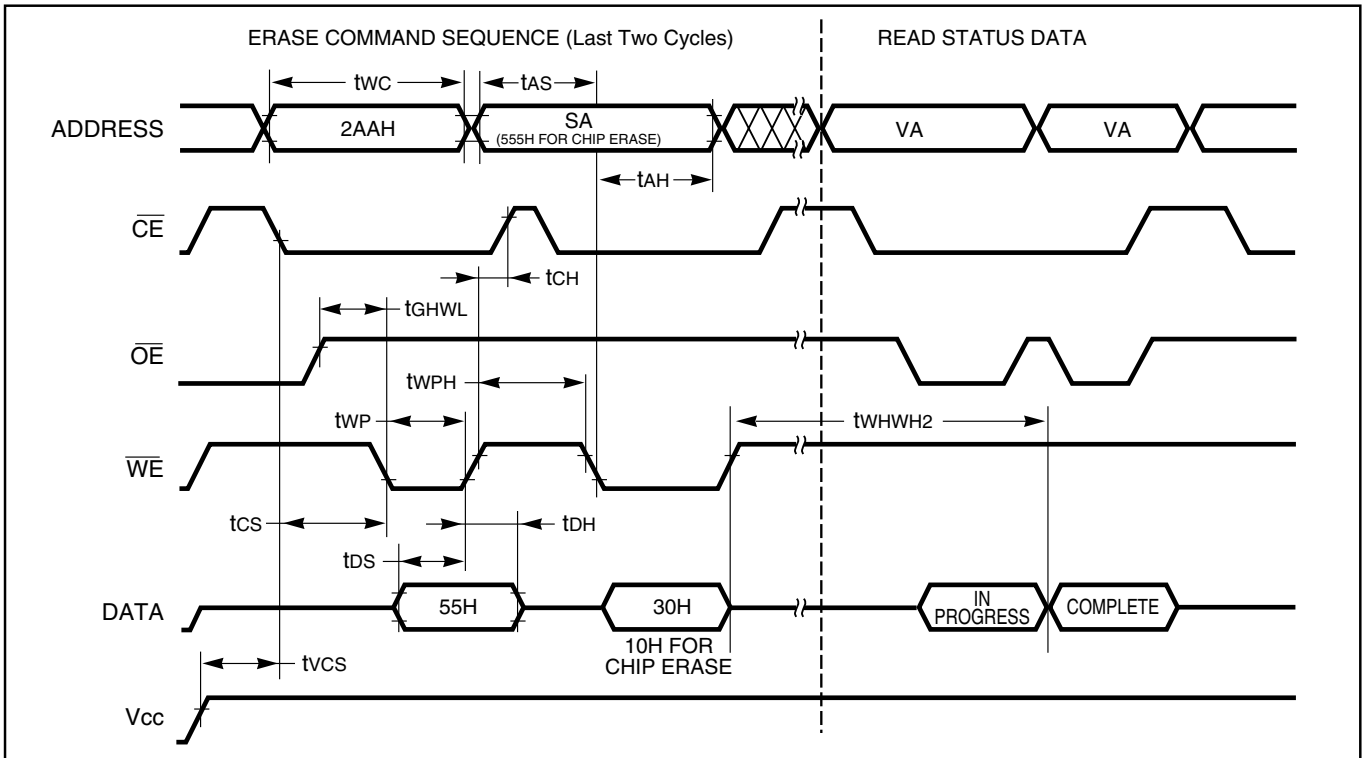 ERASE COMMAND SEQUENCE (Last Two Cycles)
READ STATUS DATA
tWC
tAS
ADDRESS
2AAH
SA
(555H FOR CHIP ERASE)
VA
VA
tAH
CE
tCH
tGHWL
OE
tWPH
tWP
tWHWH2
WE
tCS
tDH
tDS
DATA
55H
30H
IN
PROGRESS
COMPLETE
10H FOR
CHIP ERASE
tVCS
Vcc